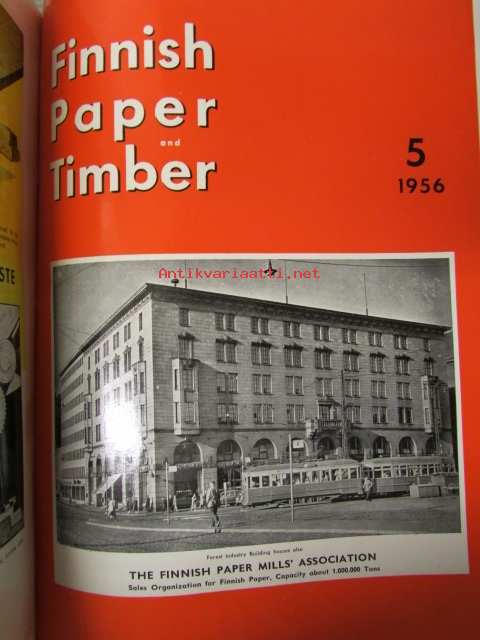 Finnish
Paper
and
Timber
5
1956
STE
Antikvariaatti.net
Forest Industry Building houses also
THE FINNISH PAPER MILLS' ASSOCIATION
Sales Organization for Finnish Paper, Capacity about 1.000.000 Tons